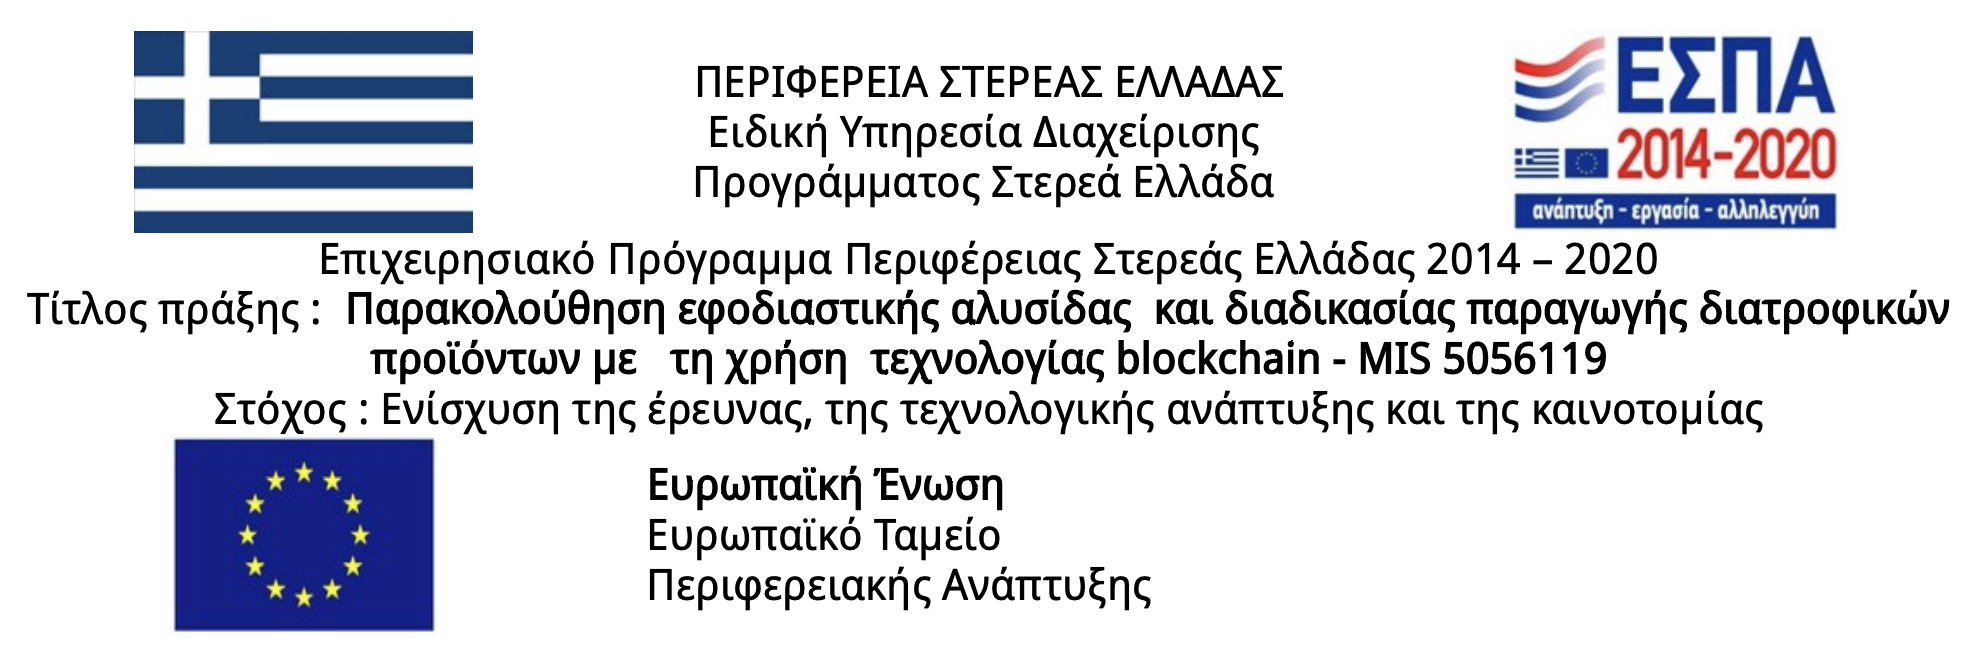 ΠΕΡΙΦΕΡΕΙΑ ΣΤΕΡΕΑΣ ΕΛΛΑΔΑΣ
Ειδική Υπηρεσία Διαχείρισης
Προγράμματος Στερεά Ελλάδα
ΕΣΠΑ
2014-2020
ανάπτυξη - εργασία - αλληλεγγύη
Επιχειρησιακό Πρόγραμμα Περιφέρειας Στερεάς Ελλάδας 2014 – 2020
Τίτλος πράξης : Παρακολούθηση εφοδιαστικής αλυσίδας και διαδικασίας παραγωγής διατροφικών
προϊόντων με τη χρήση τεχνολογίας blockchain - MIS 5056119
Στόχος : Ενίσχυση της έρευνας, της τεχνολογικής ανάπτυξης και της καινοτομίας
Ευρωπαϊκή Ένωση
Ευρωπαϊκό Ταμείο
Περιφερειακής Ανάπτυξης